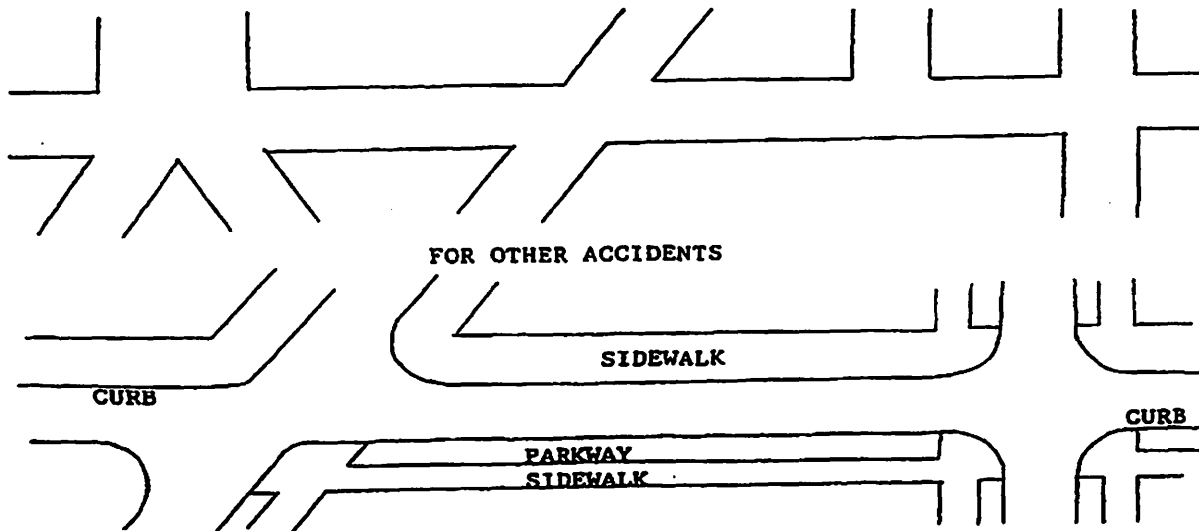 FOR OTHER ACCIDENTS
SIDEWALK
CURB
CURB
PARKWAY
SIDEWALK